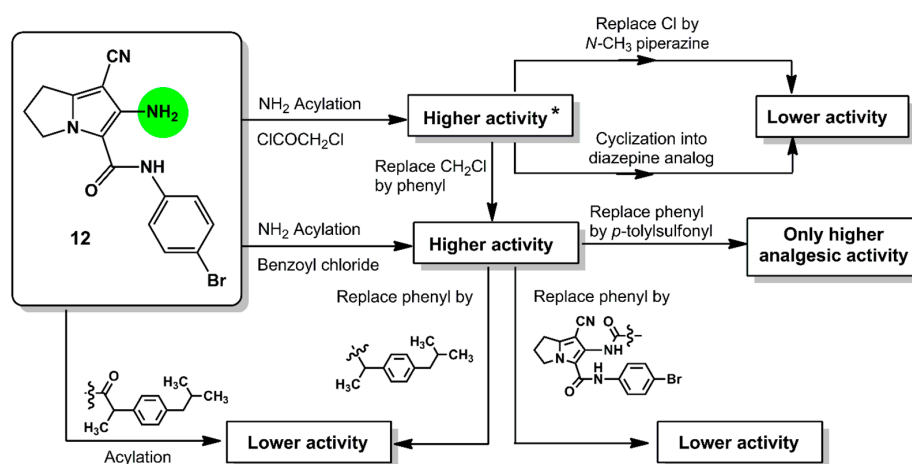 CN
NH₂
N
NH
O
12
Br
NH₂ Acylation
ClCOCH₂Cl
Higher activity *
Replace Cl by
N-CH₃ piperazine
Cyclization into
diazepine analog
Lower activity
Replace CH₂Cl
by phenyl
NH₂ Acylation
Benzoyl chloride
Higher activity
Replace phenyl
by p-tolylsulfonyl
Only higher
analgesic activity
Replace phenyl by
CH₃
CH₃
CH₃
Replace phenyl by
CN
O
N
NH
H
N
O
Br
O
H₃C
CH₃
H₃C
Acylation
Lower activity
Lower activity